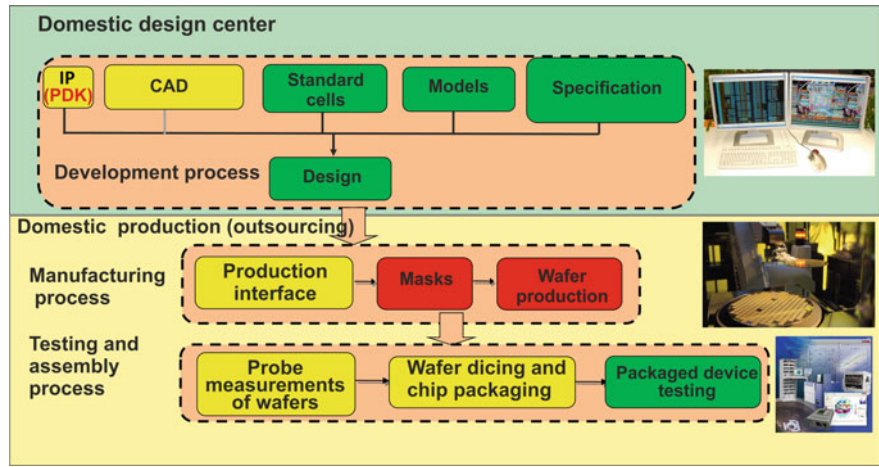 Domestic design center
IP
(PDK)
CAD
Standard
cells
Models
Specification
Development process
Design
Domestic production (outsourcing)
Manufacturing
process
Production
interface
Masks
Wafer
production
Testing and
assembly
process
Probe
measurements
of wafers
Wafer dicing and
chip packaging
Packaged device
testing